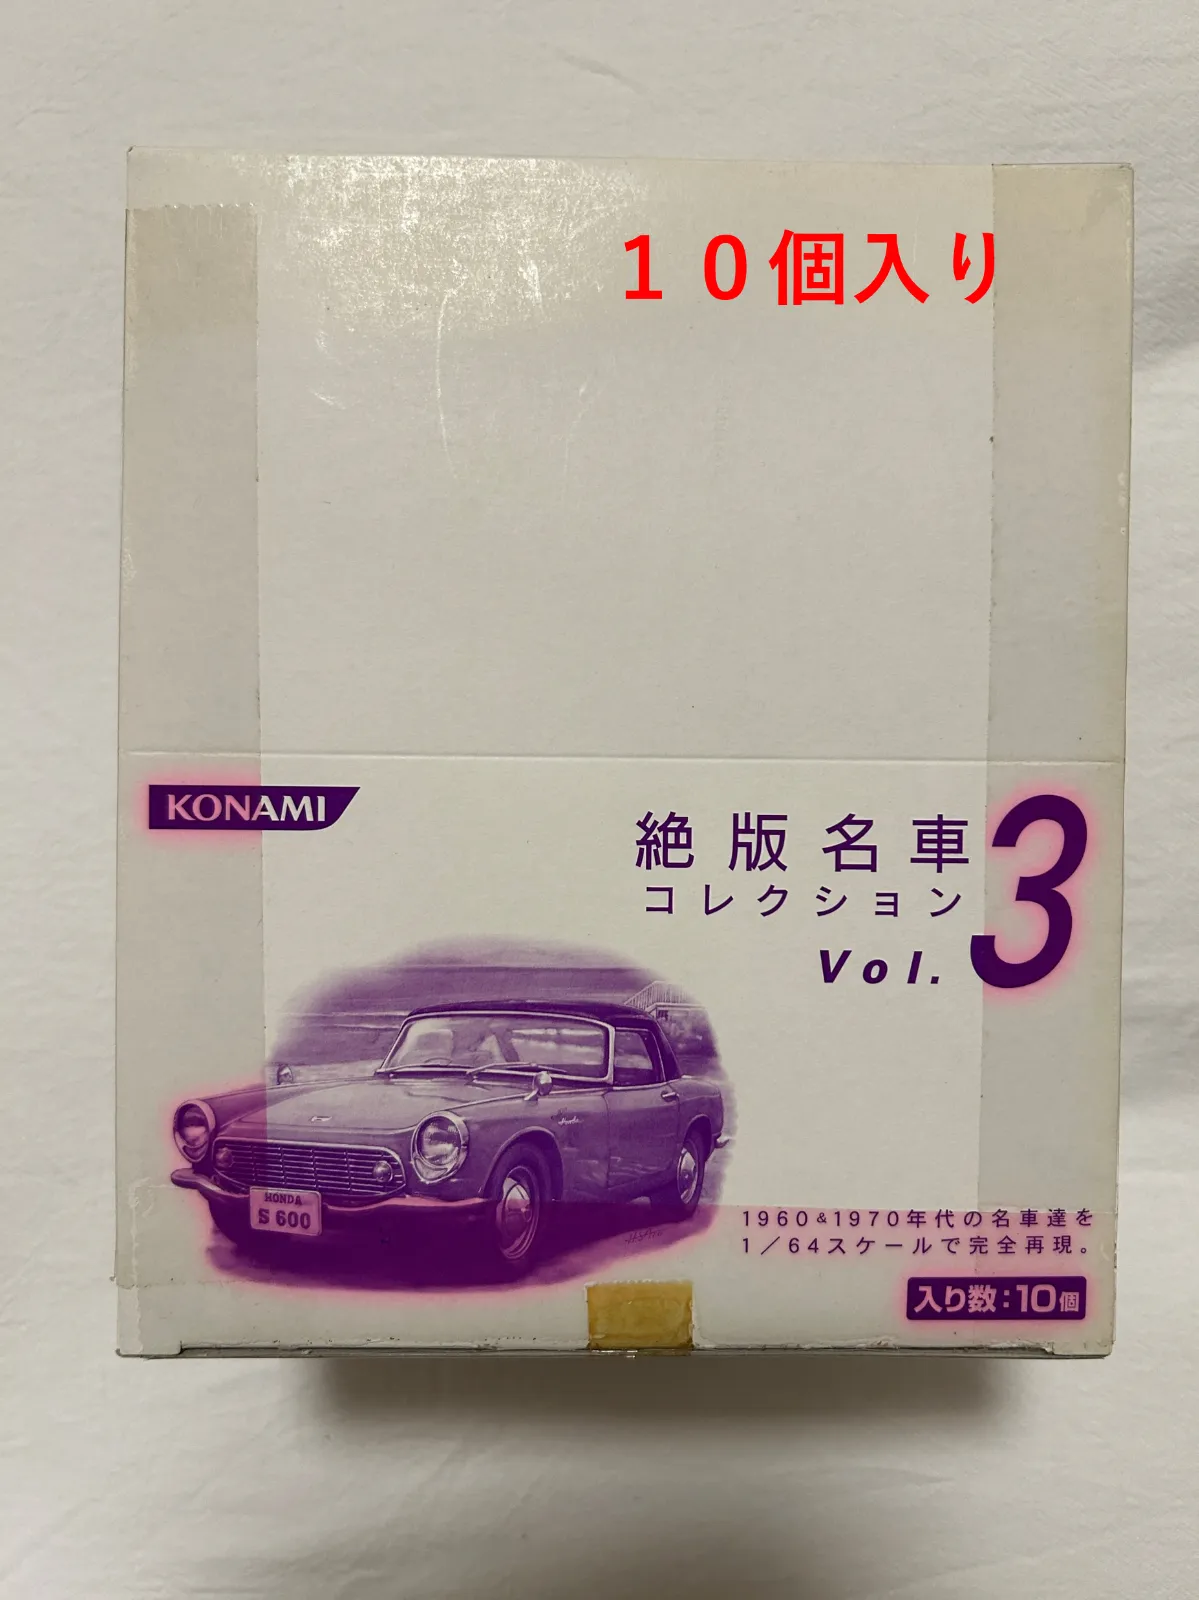 １０個入り
KONAMI
絶版名車
コレクション
Vol. 3
Honda
HONDA
S 600
1960&1970年代の名車達を
1／64スケールで完全再現。
入り数：10個